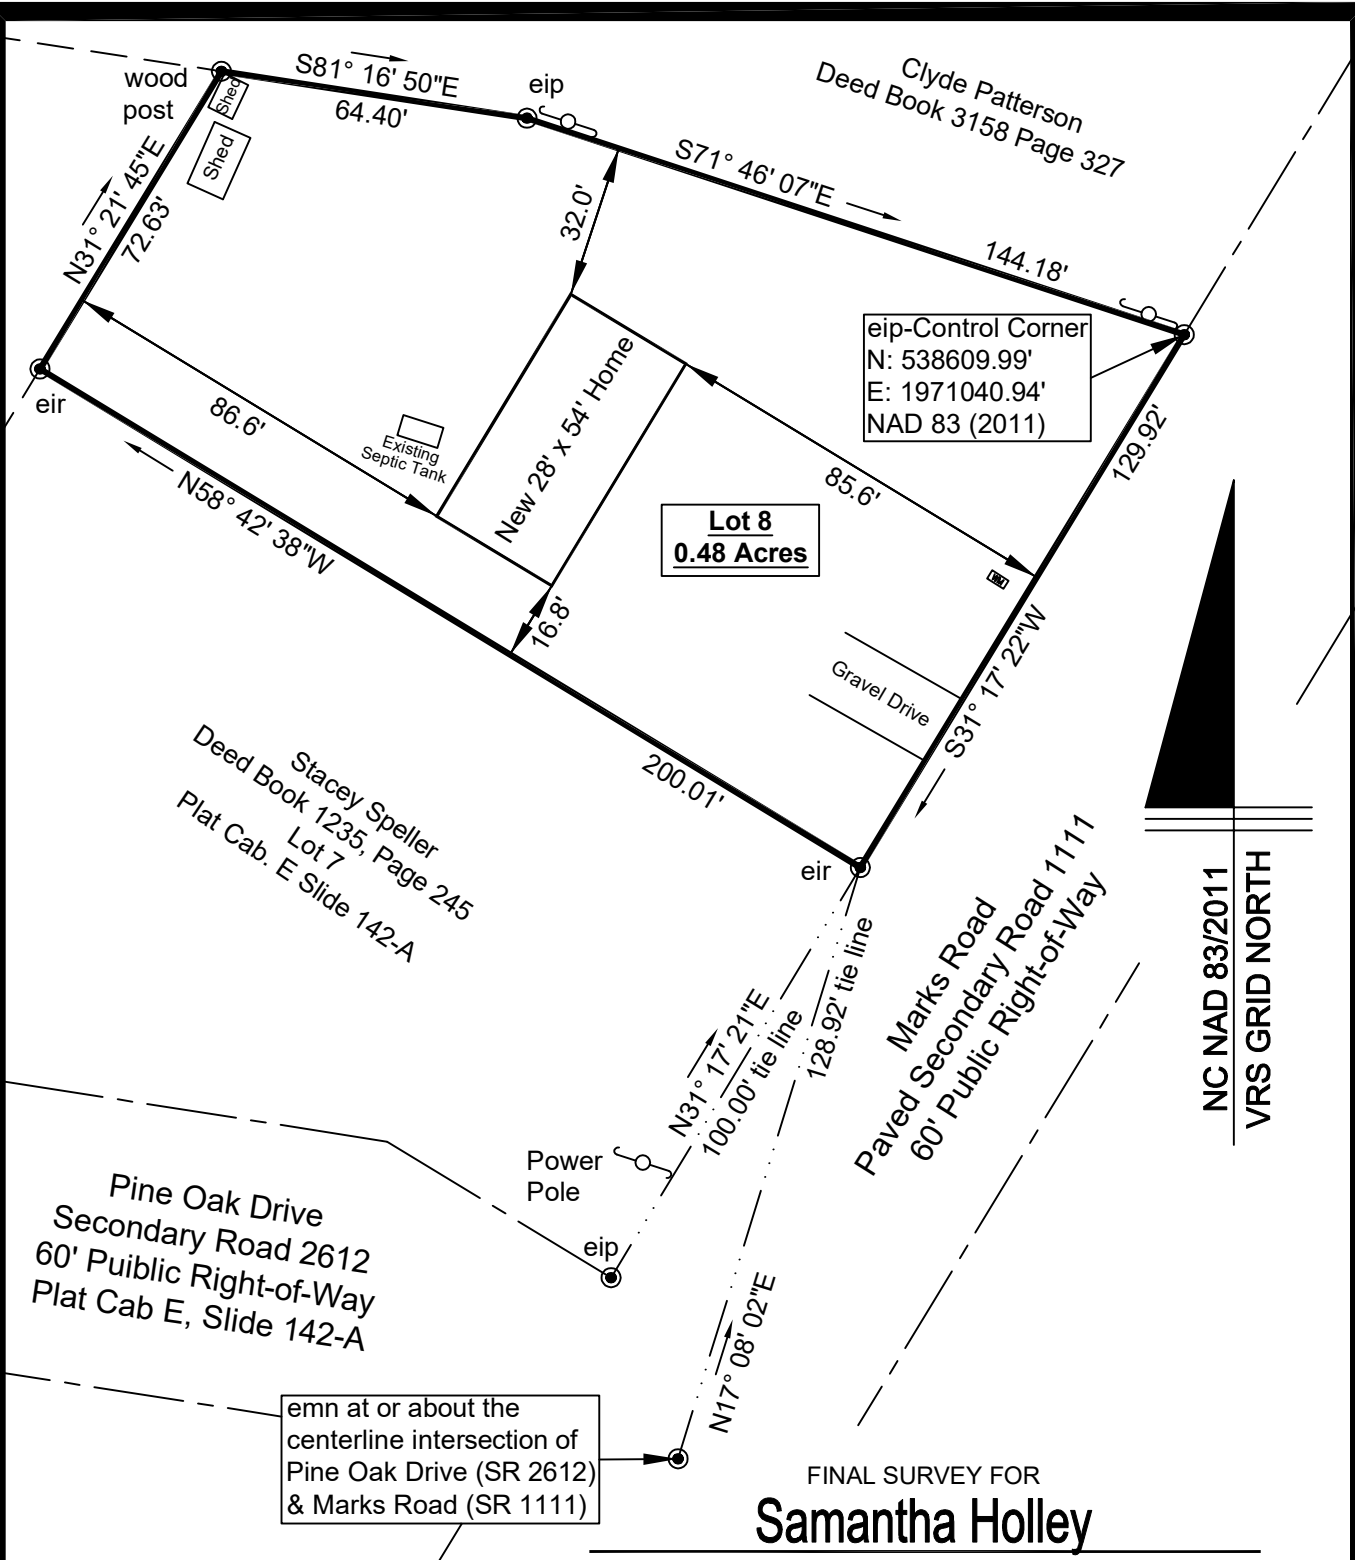 wood
post
Shed
Shed
S81° 16' 50"E
64.40'
eip
Clyde Patterson
Deed Book 3158 Page 327
S71° 46' 07"E
144.18'
N31° 21' 45"E
72.63'
32.0'
eip-Control Corner
N: 538609.99'
E: 1971040.94'
NAD 83 (2011)
eir
86.6'
Existing
Septic Tank
New 28' x 54' Home
85.6'
129.92'
N58° 42' 38"W
Lot 8
0.48 Acres
WM
16.8'
Gravel Drive
S31° 17' 22"W
200.01'
Stacey Speller
Deed Book 1235, Page 245
Lot 7
Plat Cab. E Slide 142-A
eir
Marks Road
Paved Secondary Road 1111
60' Public Right-of-Way
NC NAD 83/2011
VRS GRID NORTH
N31° 17' 21"E
100.00' tie line
128.92' tie line
Power
Pole
Pine Oak Drive
Secondary Road 2612
60' Puiblic Right-of-Way
Plat Cab E, Slide 142-A
eip
N17° 08' 02"E
emn at or about the
centerline intersection of
Pine Oak Drive (SR 2612)
& Marks Road (SR 1111)
FINAL SURVEY FOR
Samantha Holley